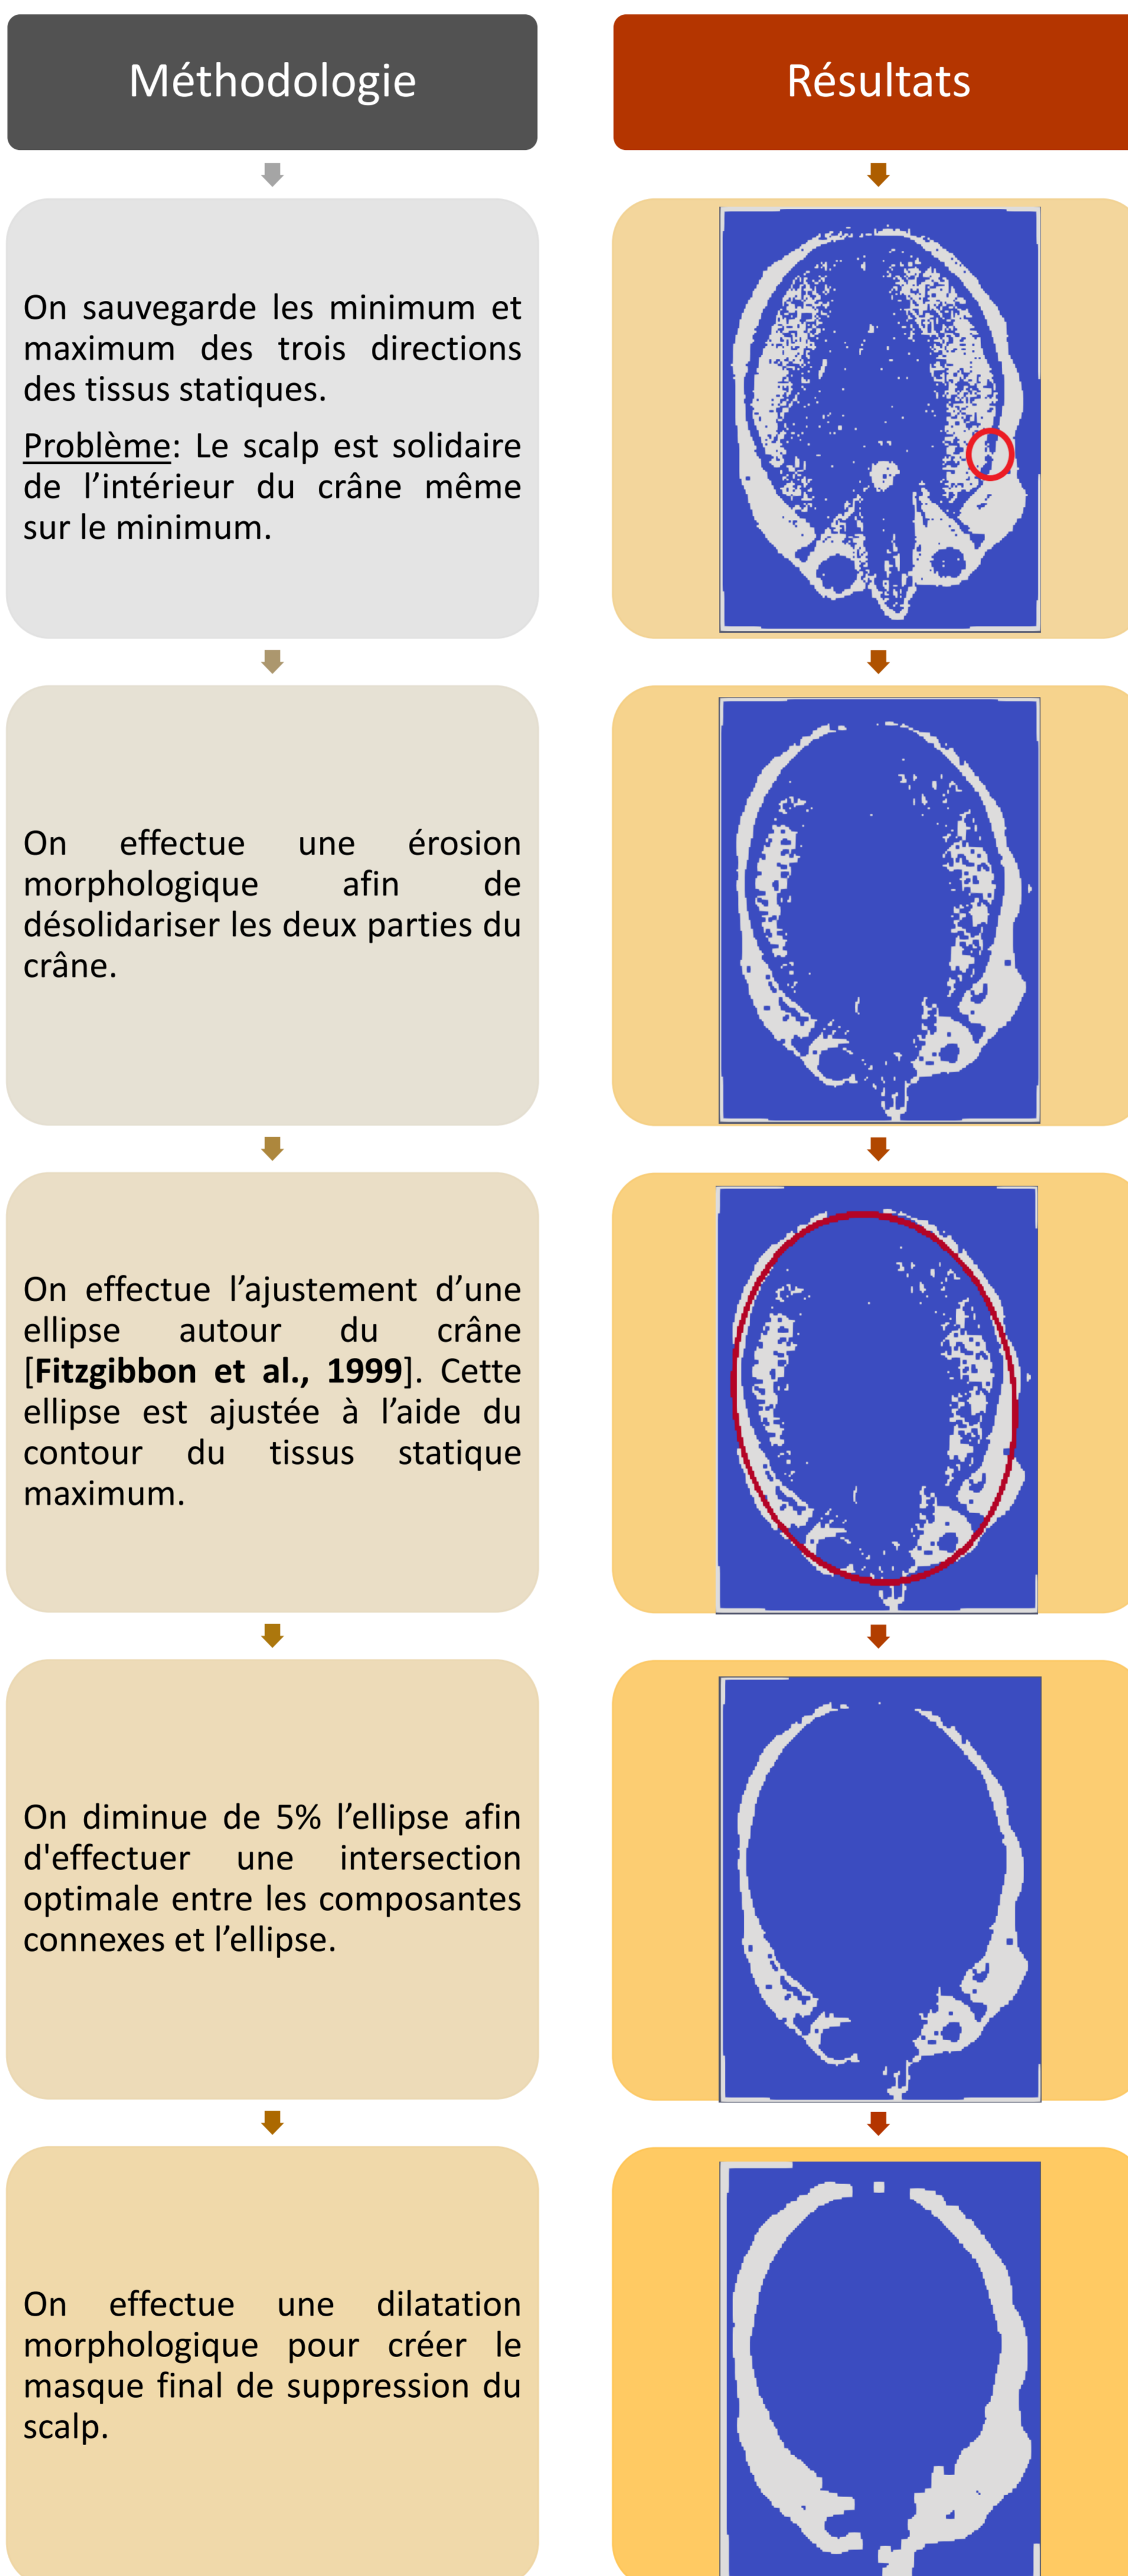 Méthodologie
Résultats
On sauvegarde les minimum et
maximum des trois directions
des tissus statiques.
Problème: Le scalp est solidaire
de l’intérieur du crâne même
sur le minimum.
On effectue une érosion
morphologique afin de
désolidariser les deux parties du
crâne.
On effectue l’ajustement d’une
ellipse autour du crâne
[Fitzgibbon et al., 1999]. Cette
ellipse est ajustée à l’aide du
contour du tissus statique
maximum.
On diminue de 5% l’ellipse afin
d'effectuer une intersection
optimale entre les composantes
connexes et l’ellipse.
On effectue une dilatation
morphologique pour créer le
masque final de suppression du
scalp.